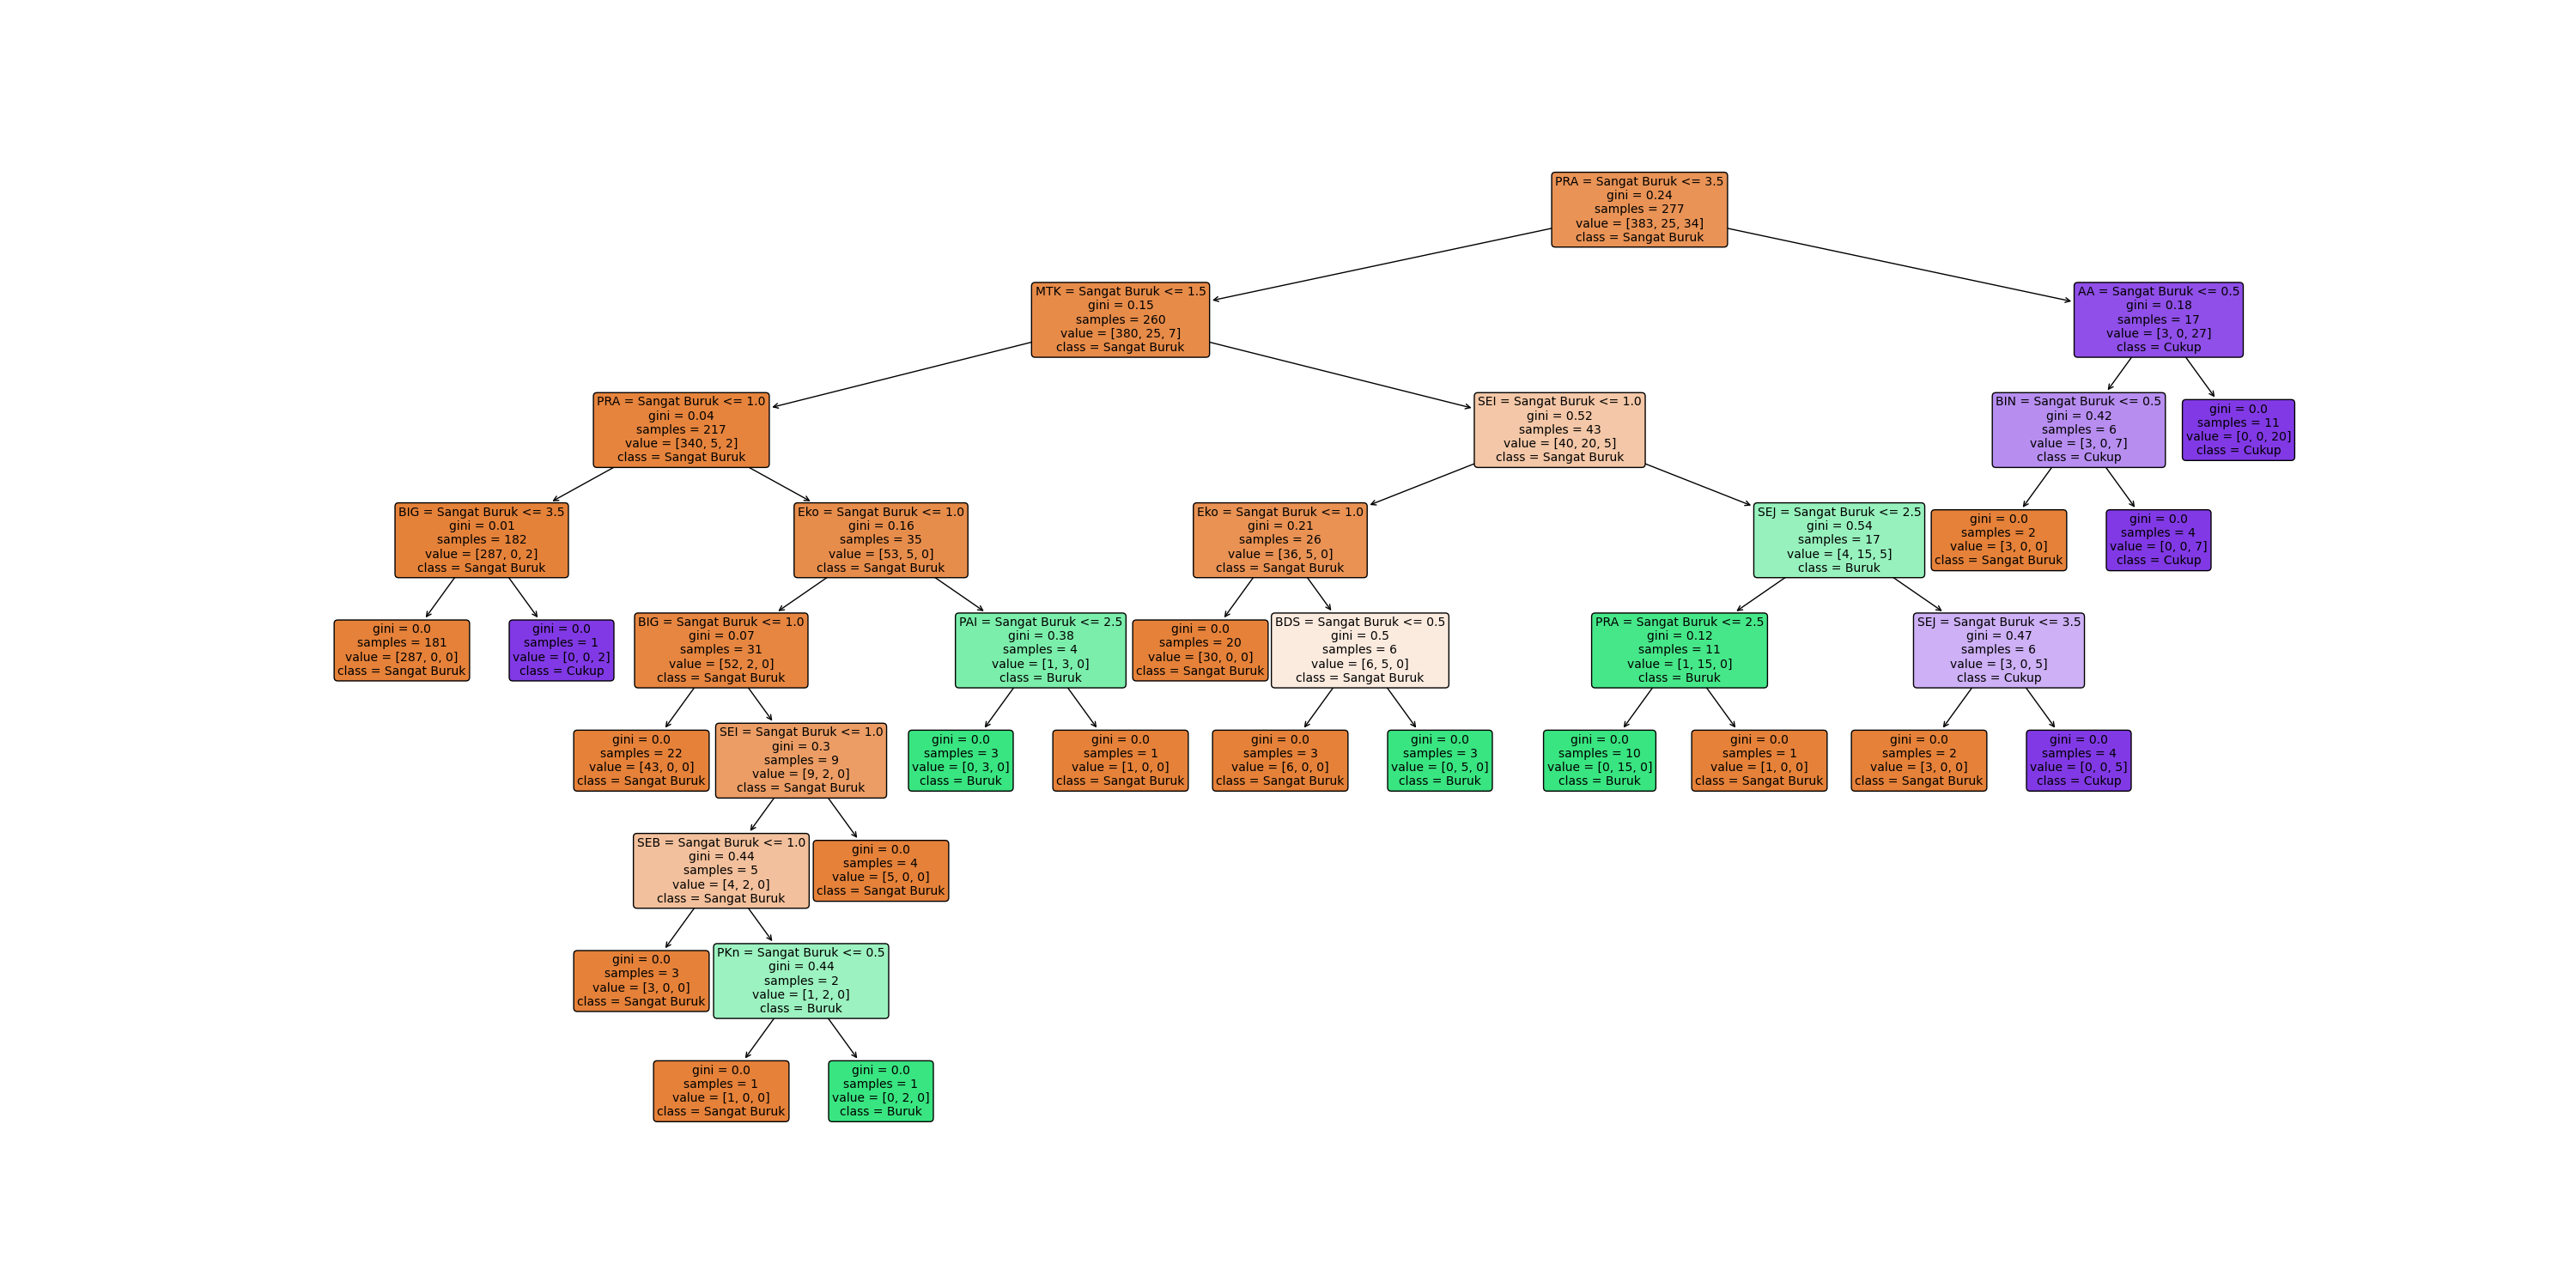 PRA = Sangat Buruk <= 3.5
gini = 0.24
samples = 277
value = [383, 25, 34]
class = Sangat Buruk
MTK = Sangat Buruk <= 1.5
gini = 0.15
samples = 260
value = [380, 25, 7]
class = Sangat Buruk
AA = Sangat Buruk <= 0.5
gini = 0.18
samples = 17
value = [3, 0, 27]
class = Cukup
PRA = Sangat Buruk <= 1.0
gini = 0.04
samples = 217
value = [340, 5, 2]
class = Sangat Buruk
SEI = Sangat Buruk <= 1.0
gini = 0.52
samples = 43
value = [40, 20, 5]
class = Sangat Buruk
BIN = Sangat Buruk <= 0.5
gini = 0.42
samples = 6
value = [3, 0, 7]
class = Cukup
gini = 0.0
samples = 11
value = [0, 0, 20]
class = Cukup
BIG = Sangat Buruk <= 3.5
gini = 0.01
samples = 182
value = [287, 0, 2]
class = Sangat Buruk
Eko = Sangat Buruk <= 1.0
gini = 0.16
samples = 35
value = [53, 5, 0]
class = Sangat Buruk
Eko = Sangat Buruk <= 1.0
gini = 0.21
samples = 26
value = [36, 5, 0]
class = Sangat Buruk
SEJ = Sangat Buruk <= 2.5
gini = 0.54
samples = 17
value = [4, 15, 5]
class = Buruk
gini = 0.0
samples = 2
value = [3, 0, 0]
class = Sangat Buruk
gini = 0.0
samples = 4
value = [0, 0, 7]
class = Cukup
gini = 0.0
samples = 181
value = [287, 0, 0]
class = Sangat Buruk
gini = 0.0
samples = 1
value = [0, 0, 2]
class = Cukup
BIG = Sangat Buruk <= 1.0
gini = 0.07
samples = 31
value = [52, 2, 0]
class = Sangat Buruk
PAI = Sangat Buruk <= 2.5
gini = 0.38
samples = 4
value = [1, 3, 0]
class = Buruk
gini = 0.0
samples = 20
value = [30, 0, 0]
class = Sangat Buruk
BDS = Sangat Buruk <= 0.5
gini = 0.5
samples = 6
value = [6, 5, 0]
class = Sangat Buruk
PRA = Sangat Buruk <= 2.5
gini = 0.12
samples = 11
value = [1, 15, 0]
class = Buruk
SEJ = Sangat Buruk <= 3.5
gini = 0.47
samples = 6
value = [3, 0, 5]
class = Cukup
gini = 0.0
samples = 22
value = [43, 0, 0]
class = Sangat Buruk
SEI = Sangat Buruk <= 1.0
gini = 0.3
samples = 9
value = [9, 2, 0]
class = Sangat Buruk
gini = 0.0
samples = 3
value = [0, 3, 0]
class = Buruk
gini = 0.0
samples = 1
value = [1, 0, 0]
class = Sangat Buruk
gini = 0.0
samples = 3
value = [6, 0, 0]
class = Sangat Buruk
gini = 0.0
samples = 3
value = [0, 5, 0]
class = Buruk
gini = 0.0
samples = 10
value = [0, 15, 0]
class = Buruk
gini = 0.0
samples = 1
value = [1, 0, 0]
class = Sangat Buruk
gini = 0.0
samples = 2
value = [3, 0, 0]
class = Sangat Buruk
gini = 0.0
samples = 4
value = [0, 0, 5]
class = Cukup
SEB = Sangat Buruk <= 1.0
gini = 0.44
samples = 5
value = [4, 2, 0]
class = Sangat Buruk
gini = 0.0
samples = 4
value = [5, 0, 0]
class = Sangat Buruk
gini = 0.0
samples = 3
value = [3, 0, 0]
class = Sangat Buruk
PKn = Sangat Buruk <= 0.5
gini = 0.44
samples = 2
value = [1, 2, 0]
class = Buruk
gini = 0.0
samples = 1
value = [1, 0, 0]
class = Sangat Buruk
gini = 0.0
samples = 1
value = [0, 2, 0]
class = Buruk